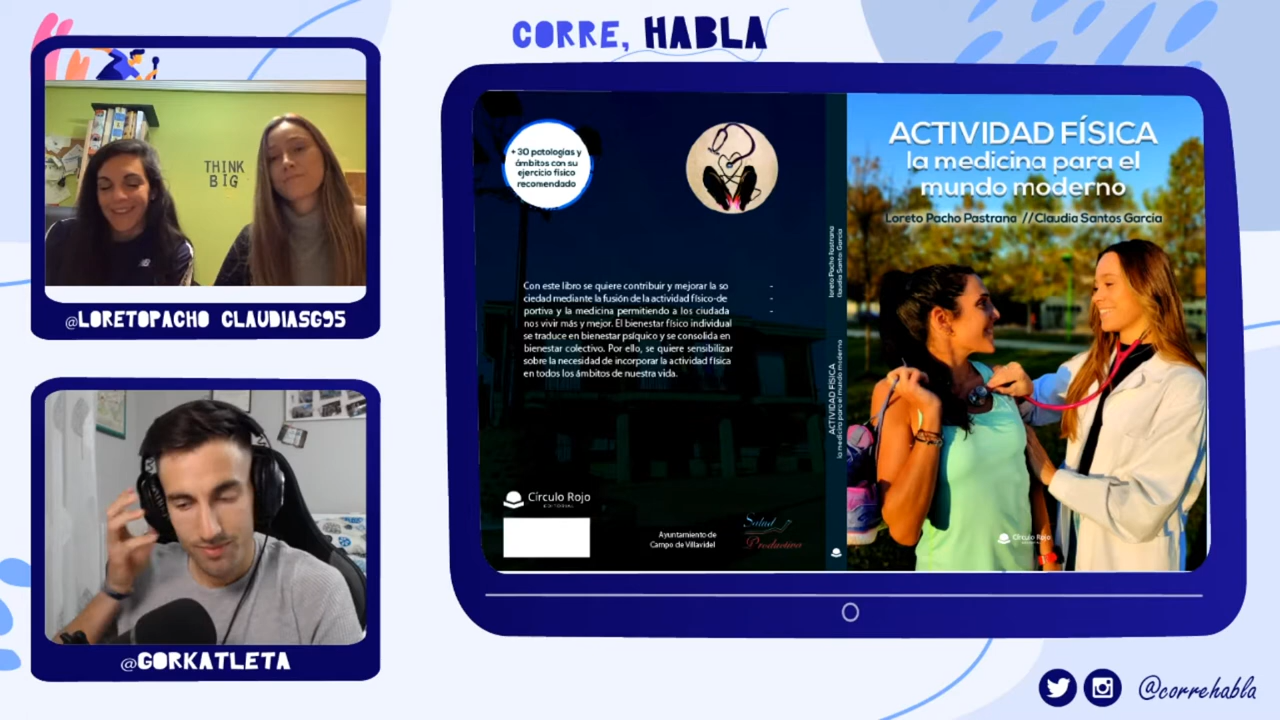 CORRE, HABLA
THINK
BIG
@LORETOPACHO CLAUDIASG95
@GORKATLETA
+30 patologías y
ámbitos con su
ejercicio físico
recomendado
Con este libro se quiere contribuir y mejorar la so
ciedad mediante la fusión de la actividad físico-de
portiva y la medicina permitiendo a los ciudada
nos vivir más y mejor. El bienestar físico individual
se traduce en bienestar psíquico y se consolida en
bienestar colectivo. Por ello, se quiere sensibilizar
sobre la necesidad de incorporar la actividad física
en todos los ámbitos de nuestra vida.
-
-
-
Círculo Rojo
EDITORIAL
Ayuntamiento de
Campo de Villavidel
Salud
Productiva
Loreto Pacho Pastrana
Claudia Santos García
ACTIVIDAD FÍSICA
la medicina para el mundo moderno
ACTIVIDAD FÍSICA
la medicina para el
mundo moderno
Loreto Pacho Pastrana //Claudia Santos García
Círculo Rojo
@correhabla